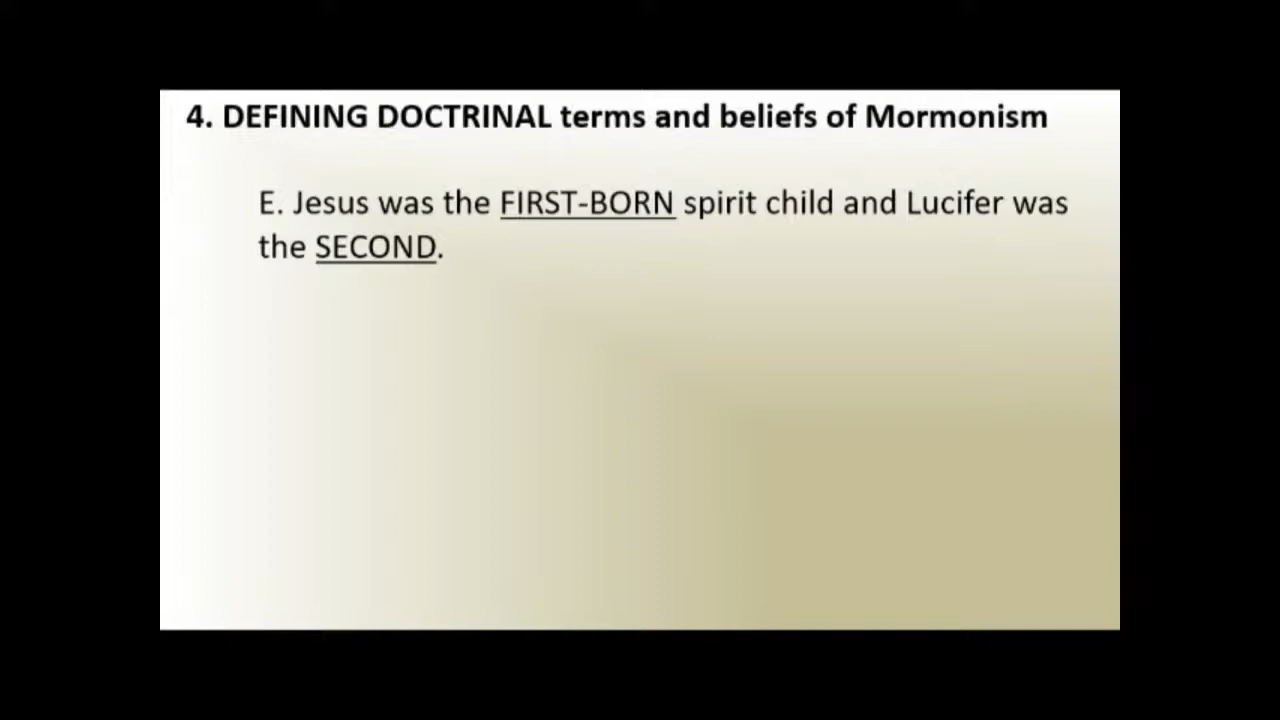 4. DEFINING DOCTRINAL terms and beliefs of Mormonism
E. Jesus was the FIRST-BORN spirit child and Lucifer was
the SECOND.